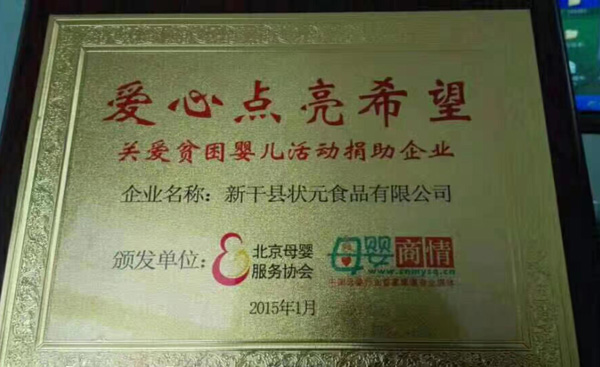 爱心点亮希望
关爱贫困婴儿活动捐助企业
企业名称：新干县状元食品有限公司
颁发单位：
北京母婴
服务协会
母婴商情
www.cnmysq.cn
2015年1月